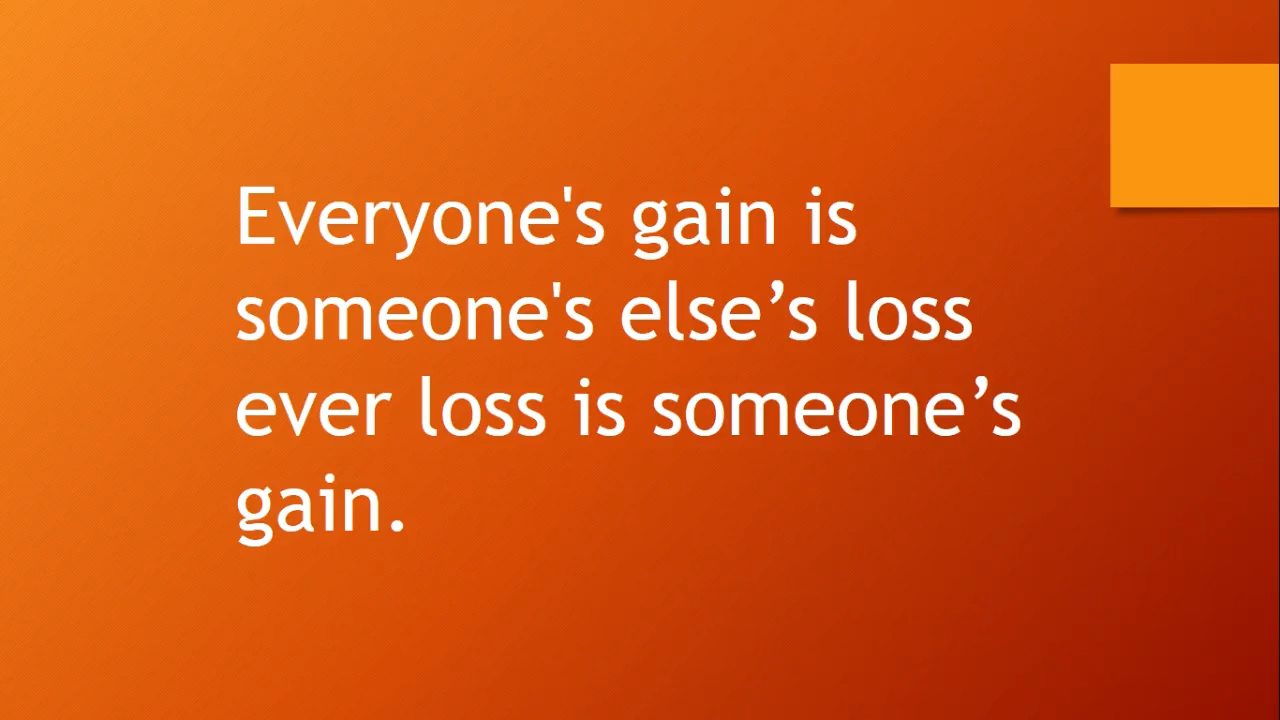 Everyone's gain is
someone's else’s loss
ever loss is someone’s
gain.